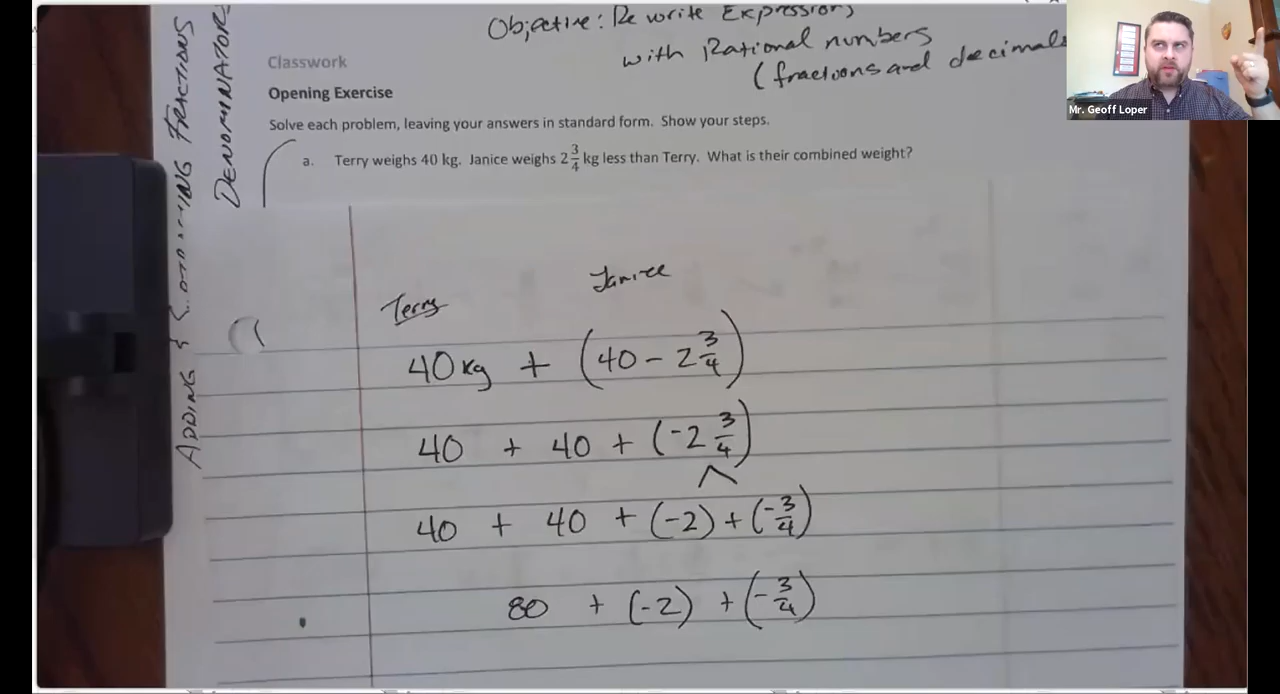 Objective: Rewrite Expressions
with Rational numbers
(fractions and decimals
Mr. Geoff Loper
ADDING & FRACTIONS
DENOMINATORS
Classwork
Opening Exercise
Solve each problem, leaving your answers in standard form. Show your steps.
a. Terry weighs 40 kg. Janice weighs 2 3/4 kg less than Terry. What is their combined weight?
Terry Janice
40kg + (40 - 2 3/4)
40 + 40 + (-2 3/4)
40 + 40 + (-2) + (-3/4)
80 + (-2) + (-3/4)